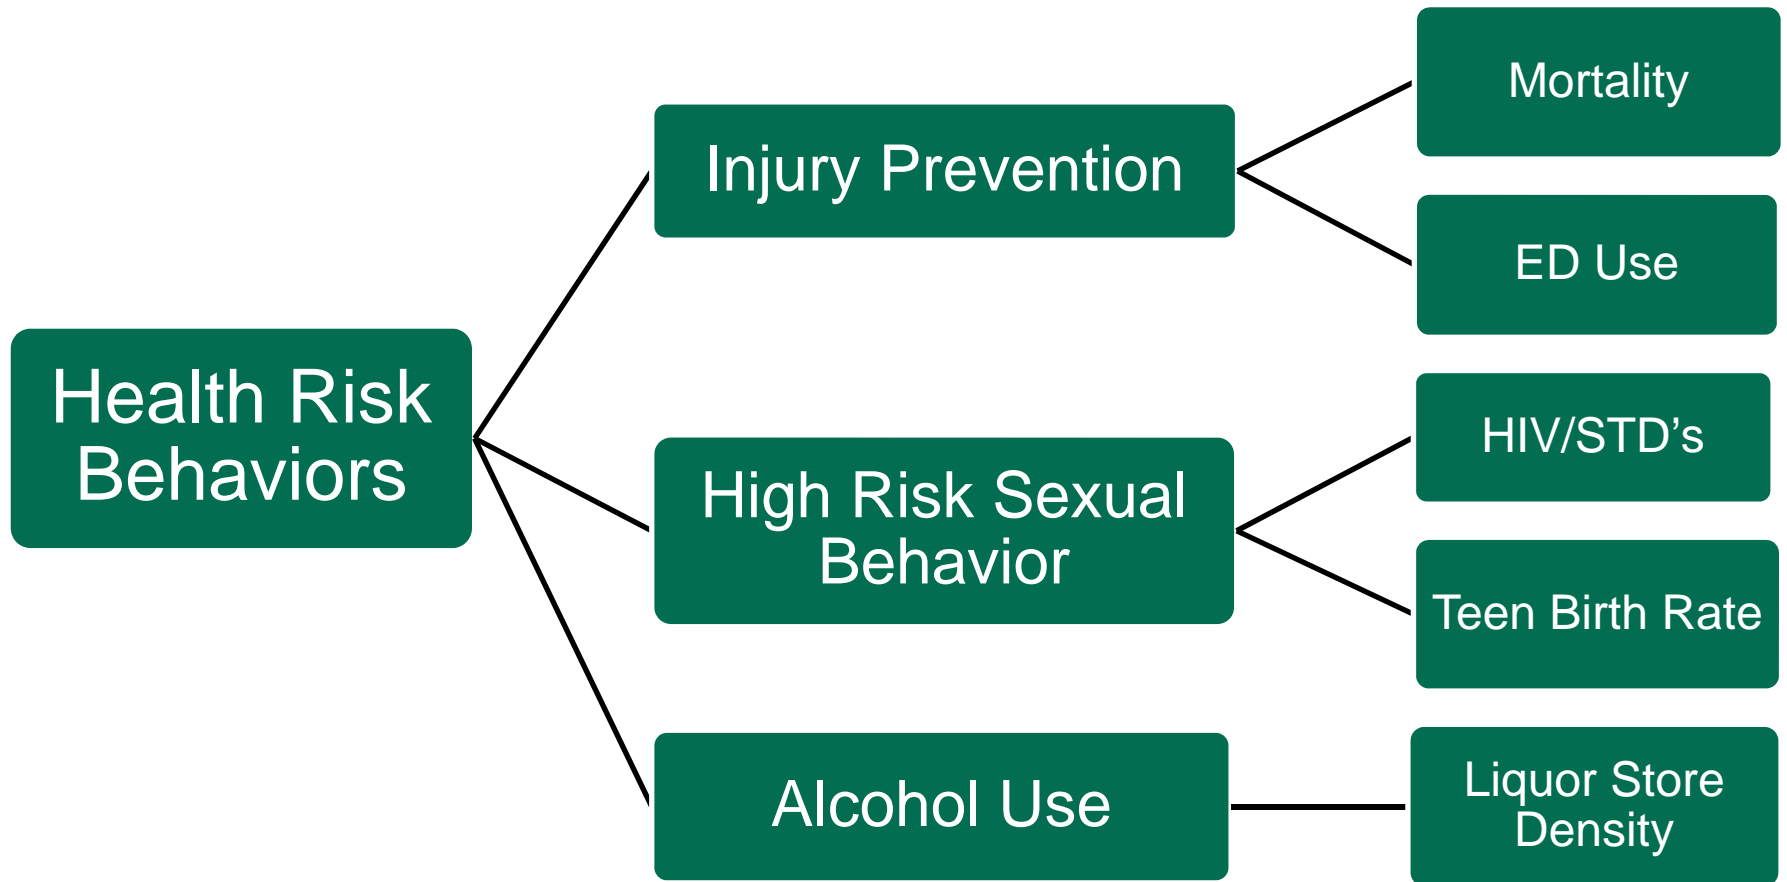 Health Risk
Behaviors
Injury Prevention
Mortality
ED Use
High Risk Sexual
Behavior
HIV/STD’s
Teen Birth Rate
Alcohol Use
Liquor Store
Density